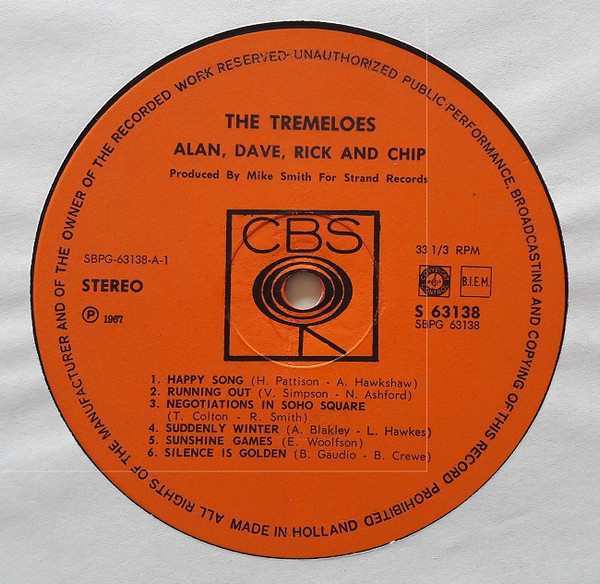 ALL RIGHTS OF THE MANUFACTURER AND OF THE OWNER OF THE RECORDED WORK RESERVED· UNAUTHORIZED PUBLIC PERFORMANCE, BROADCASTING AND COPYING OF THIS RECORD PROHIBITED
THE TREMELOES
ALAN, DAVE, RICK AND CHIP
Produced By Mike Smith For Strand Records
CBS
SBPG-63138-A-1
33 1/3 RPM
STEREO
B.I.E.M.
S 63138
SBPG 63138
Ⓟ 1967
1. HAPPY SONG (H. Pattison - A. Hawkshaw)
2. RUNNING OUT (V. Simpson - N. Ashford)
3. NEGOTIATIONS IN SOHO SQUARE
(T. Colton - R. Smith)
4. SUDDENLY WINTER (A. Blakley - L. Hawkes)
5. SUNSHINE GAMES (E. Woolfson)
6. SILENCE IS GOLDEN (B. Gaudio - B. Crewe)
MADE IN HOLLAND